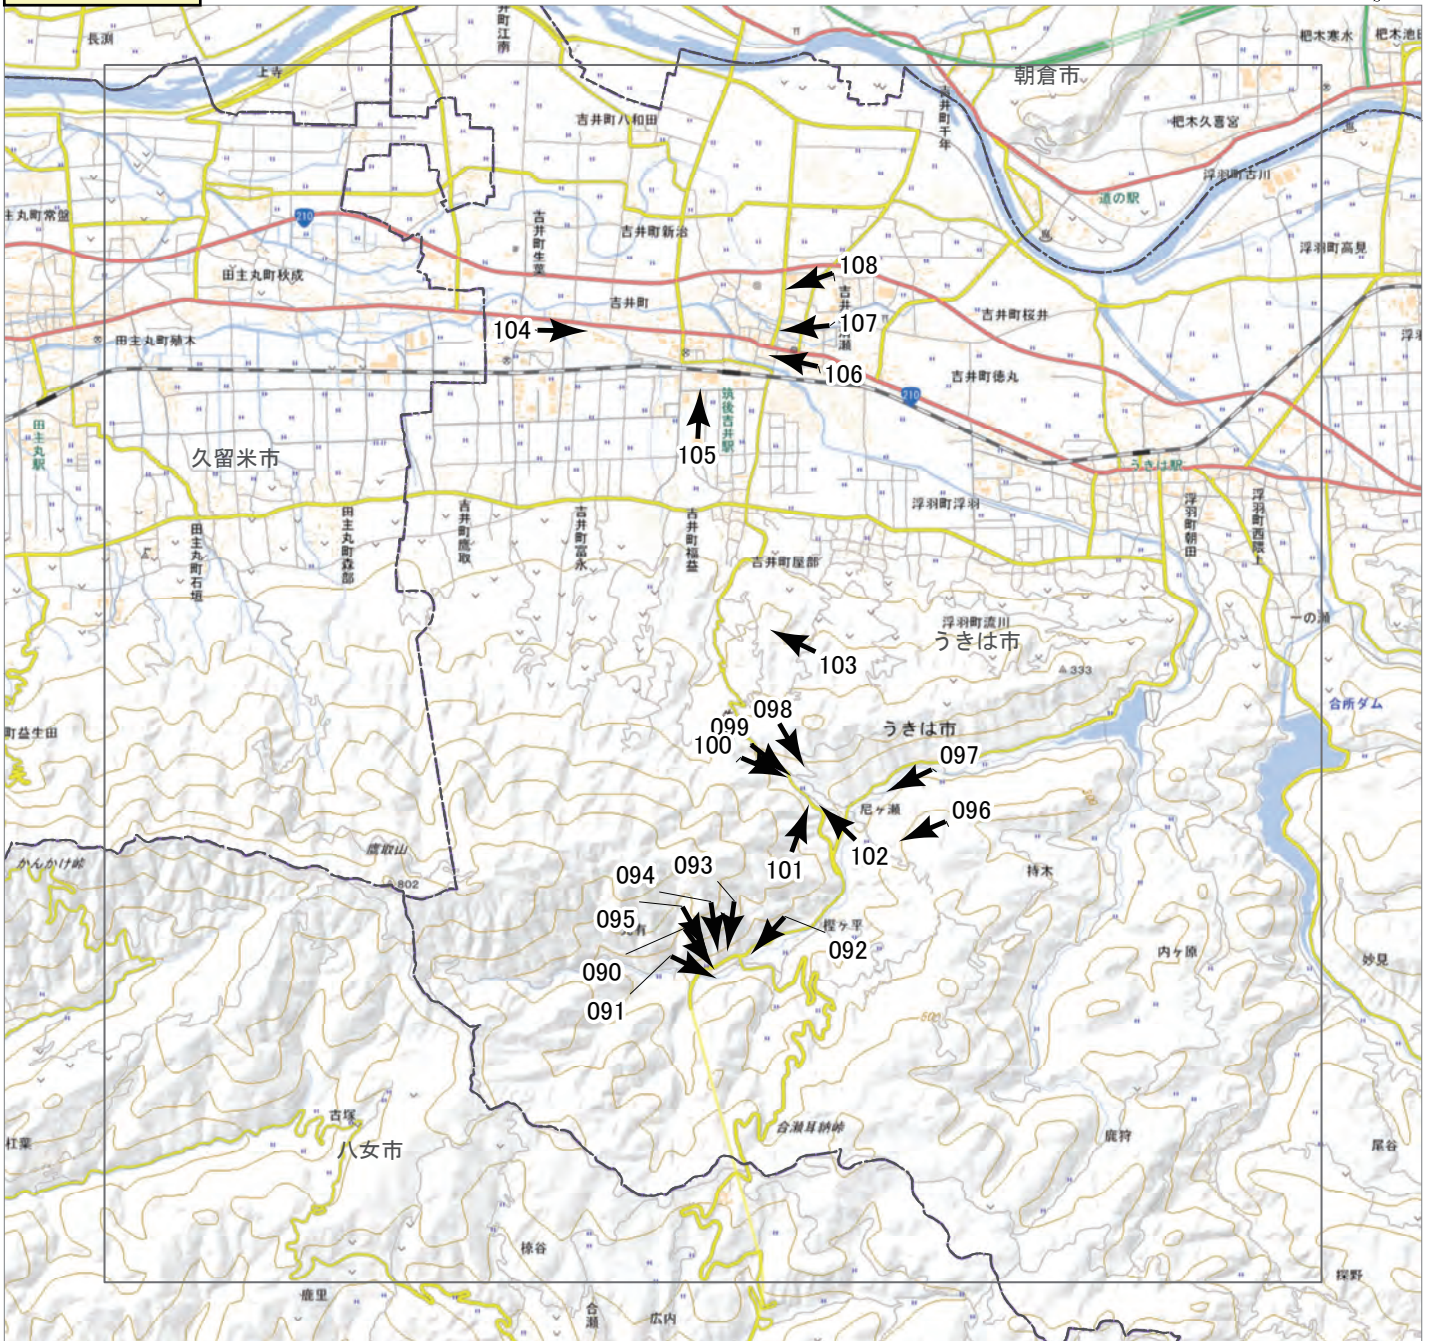 長渕
上寺
井町江南
吉井町八和田
吉井町千年
朝倉市
杷木寒水
杷木池田
杷木久喜宮
浮羽町古川
道の駅
主丸町常盤
210
吉井町生葉
吉井町新治
浮羽町高見
田主丸町秋成
吉井町
108
吉井町清瀬
吉井町桜井
104
107
田主丸町殖木
106
吉井町徳丸
210
筑後吉井駅
105
田主丸駅
久留米市
うきは駅
浮羽町浮羽
田主丸町石垣
田主丸町森部
吉井町鷹取
吉井町富永
吉井町福益
浮羽町朝田
浮羽町西隈上
吉井町屋部
浮羽町流川
うきは市
一の瀬
103
333
098
099
100
うきは市
合所ダム
町益生田
097
尼ヶ瀬
096
101
102
かんかけ峠
鷹取山
802
持木
300
094
093
095
樫ヶ平
092
090
091
内ヶ原
妙見
500
古塚
八女市
合瀬耳納峠
鹿狩
尾谷
椋谷
鹿里
合瀬
広内
探野